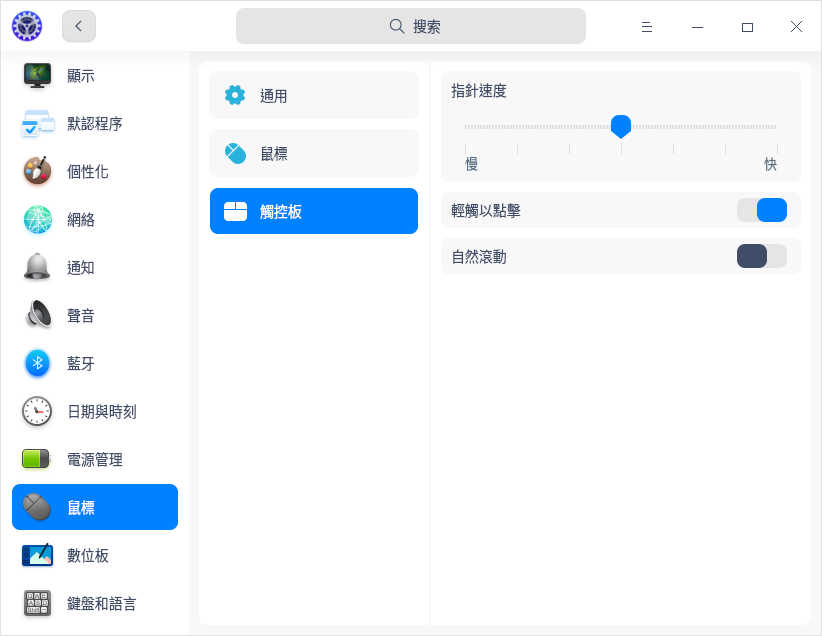 搜索
顯示
默認程序
個性化
網絡
通知
聲音
藍牙
日期與時刻
電源管理
鼠標
數位板
鍵盤和語言
通用
鼠標
觸控板
指針速度
慢 快
輕觸以點擊
自然滾動